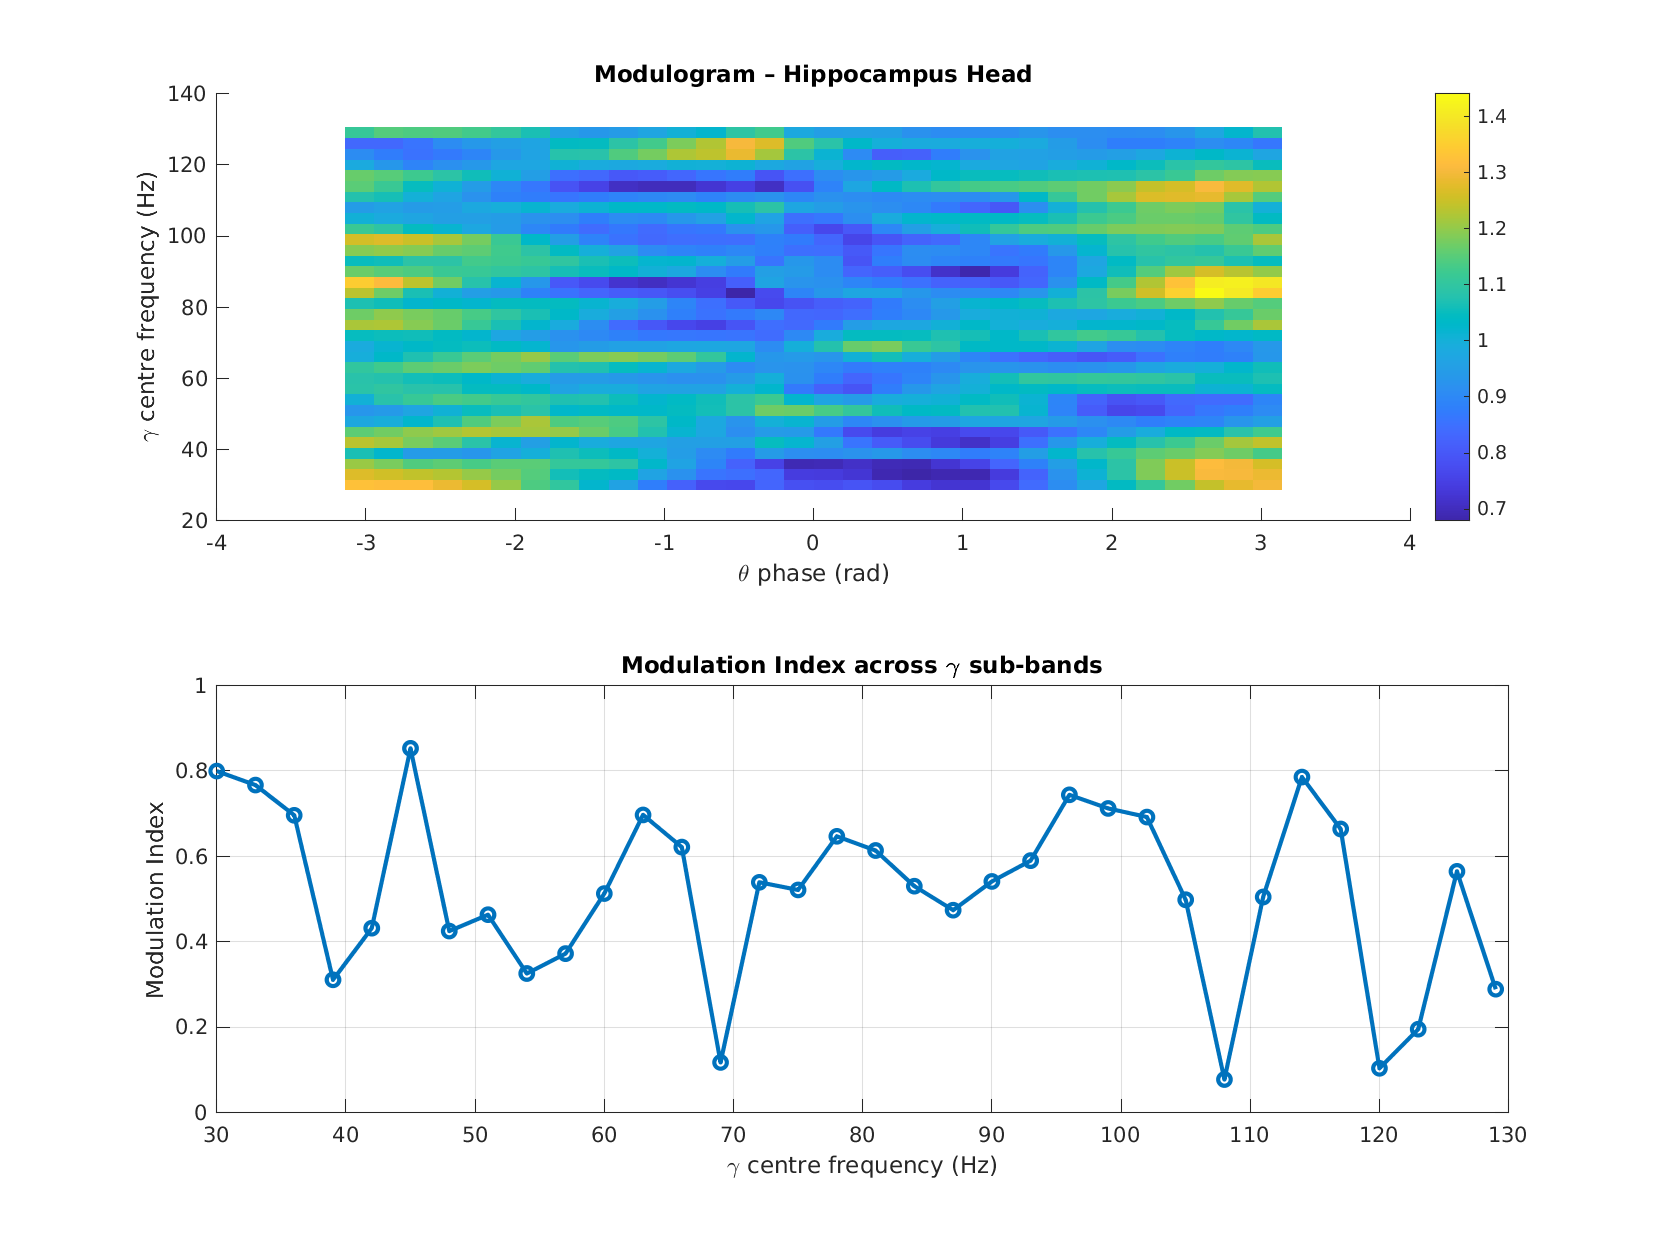 Modulogram – Hippocampus Head
γ centre frequency (Hz)
140
120
100
80
60
40
20
-4 -3 -2 -1 0 1 2 3 4
θ phase (rad)
1.4
1.3
1.2
1.1
1
0.9
0.8
0.7
Modulation Index across γ sub-bands
Modulation Index
1
0.8
0.6
0.4
0.2
0
30 40 50 60 70 80 90 100 110 120 130
γ centre frequency (Hz)